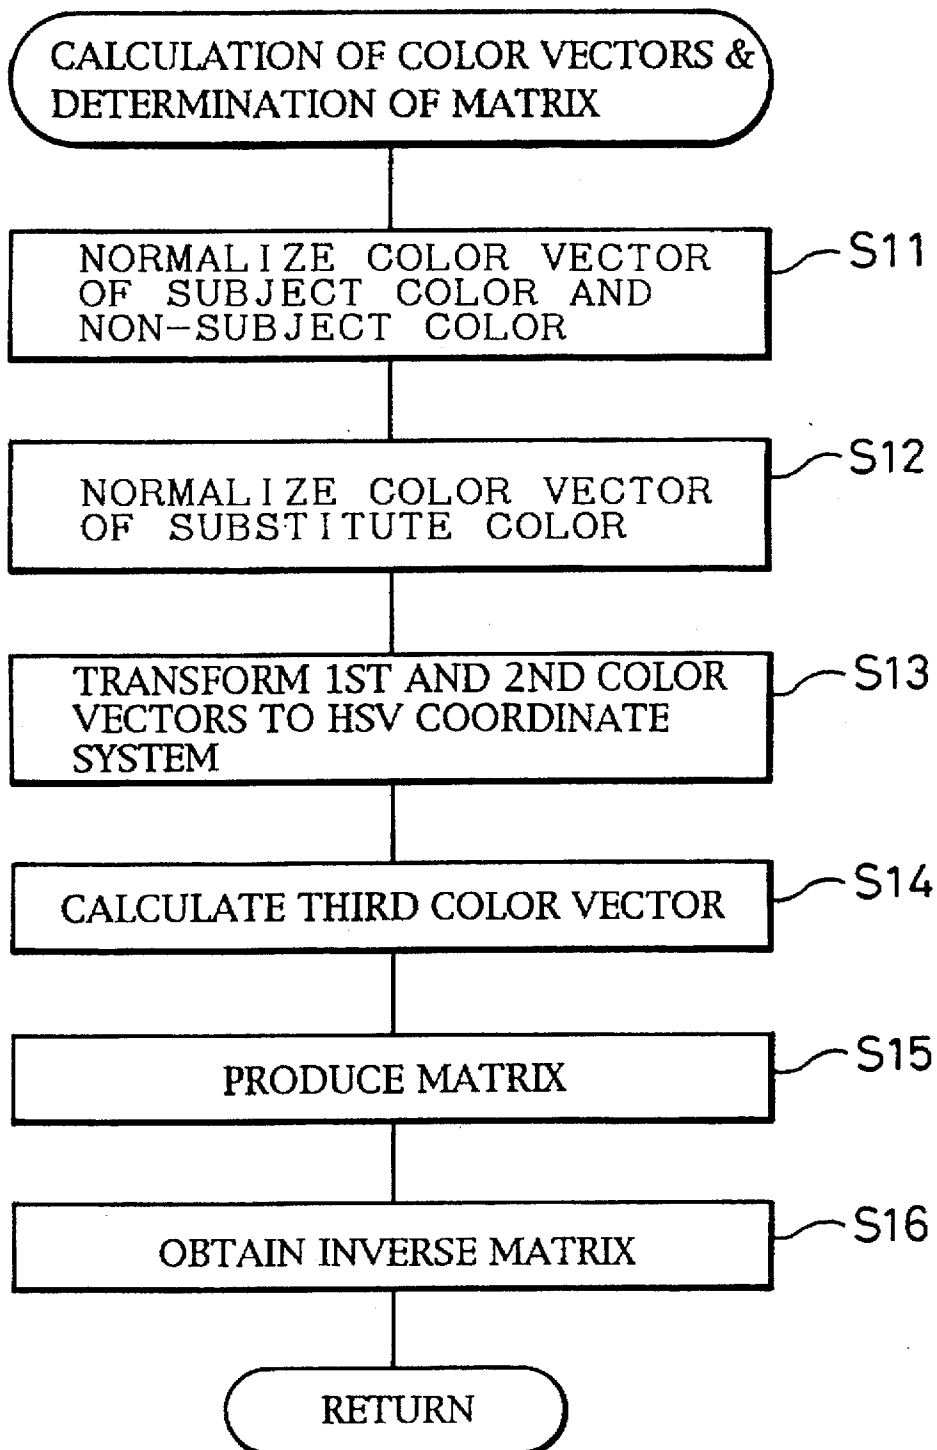 CALCULATION OF COLOR VECTORS &
DETERMINATION OF MATRIX
NORMALIZE COLOR VECTOR
OF SUBJECT COLOR AND
NON-SUBJECT COLOR
S11
NORMALIZE COLOR VECTOR
OF SUBSTITUTE COLOR
S12
TRANSFORM 1ST AND 2ND COLOR
VECTORS TO HSV COORDINATE
SYSTEM
S13
CALCULATE THIRD COLOR VECTOR
S14
PRODUCE MATRIX
S15
OBTAIN INVERSE MATRIX
S16
RETURN